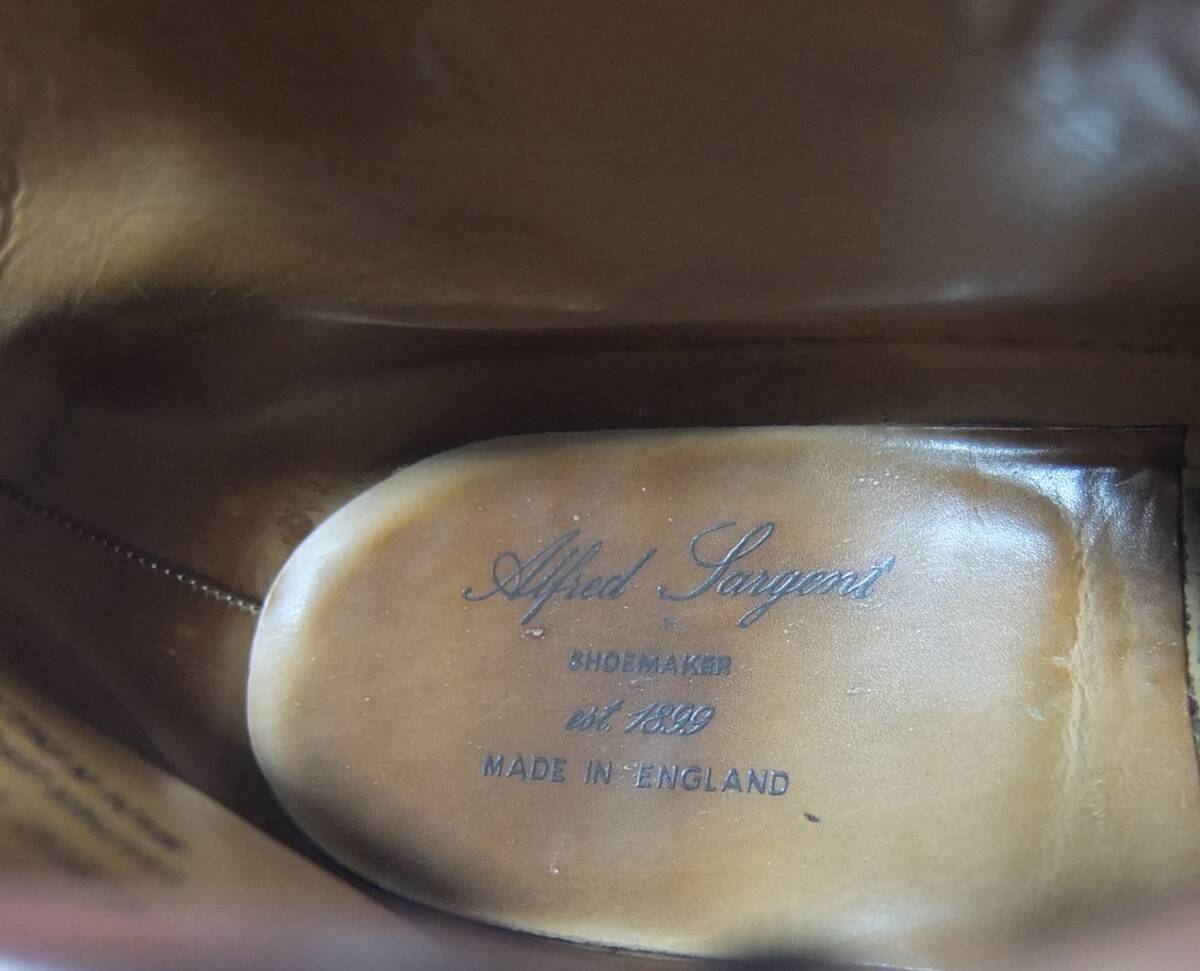 Alfred Sargent
SHOEMAKER
est. 1899
MADE IN ENGLAND